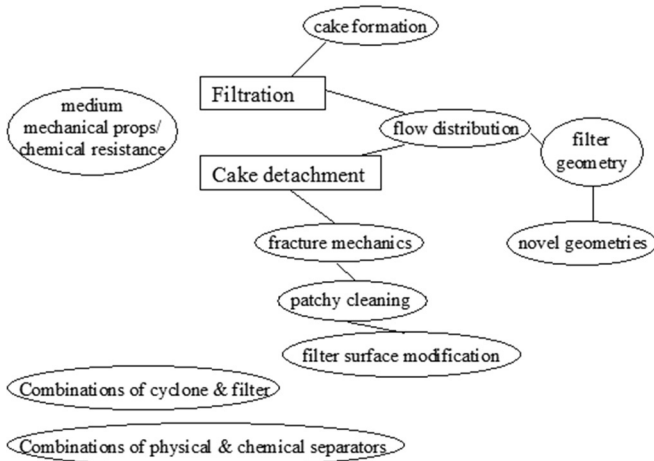 cake formation
Filtration
medium
mechanical props/
chemical resistance
flow distribution
filter
geometry
Cake detachment
fracture mechanics
novel geometries
patchy cleaning
filter surface modification
Combinations of cyclone & filter
Combinations of physical & chemical separators